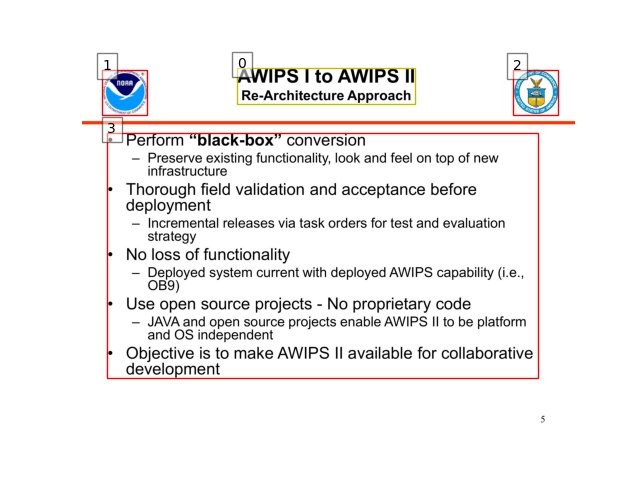 1
0
2
AWIPS I to AWIPS II
NOAA
Re-Architecture Approach
3
• Perform “black-box” conversion
– Preserve existing functionality, look and feel on top of new
infrastructure
• Thorough field validation and acceptance before
deployment
– Incremental releases via task orders for test and evaluation
strategy
• No loss of functionality
– Deployed system current with deployed AWIPS capability (i.e.,
OB9)
• Use open source projects - No proprietary code
– JAVA and open source projects enable AWIPS II to be platform
and OS independent
• Objective is to make AWIPS II available for collaborative
development
5